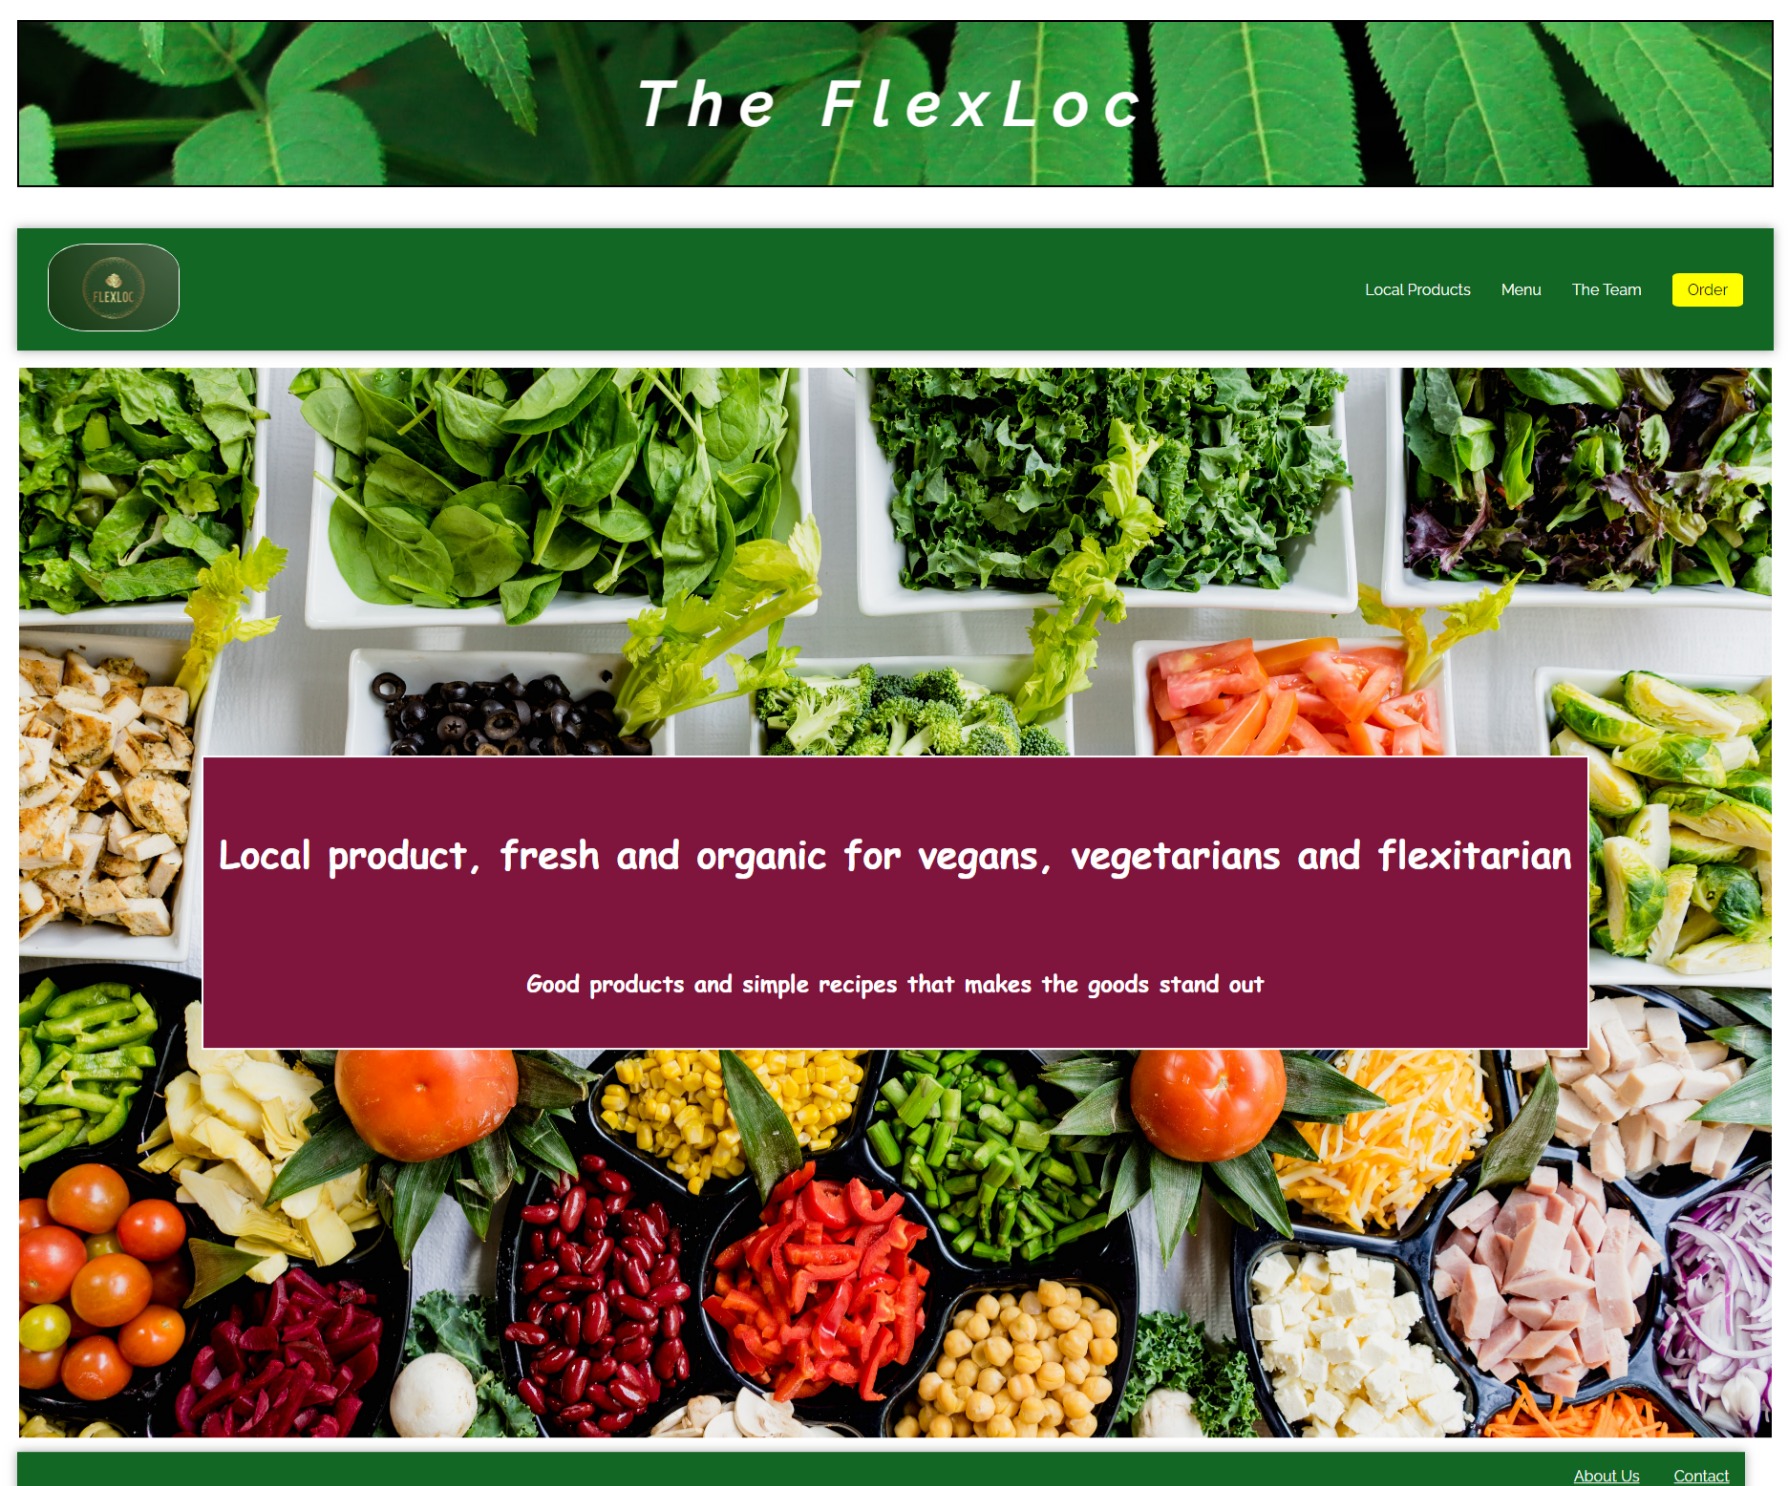 The FlexLoc
FLEXLOC
Local Products Menu The Team Order
Local product, fresh and organic for vegans, vegetarians and flexitarian
Good products and simple recipes that makes the goods stand out
About Us Contact